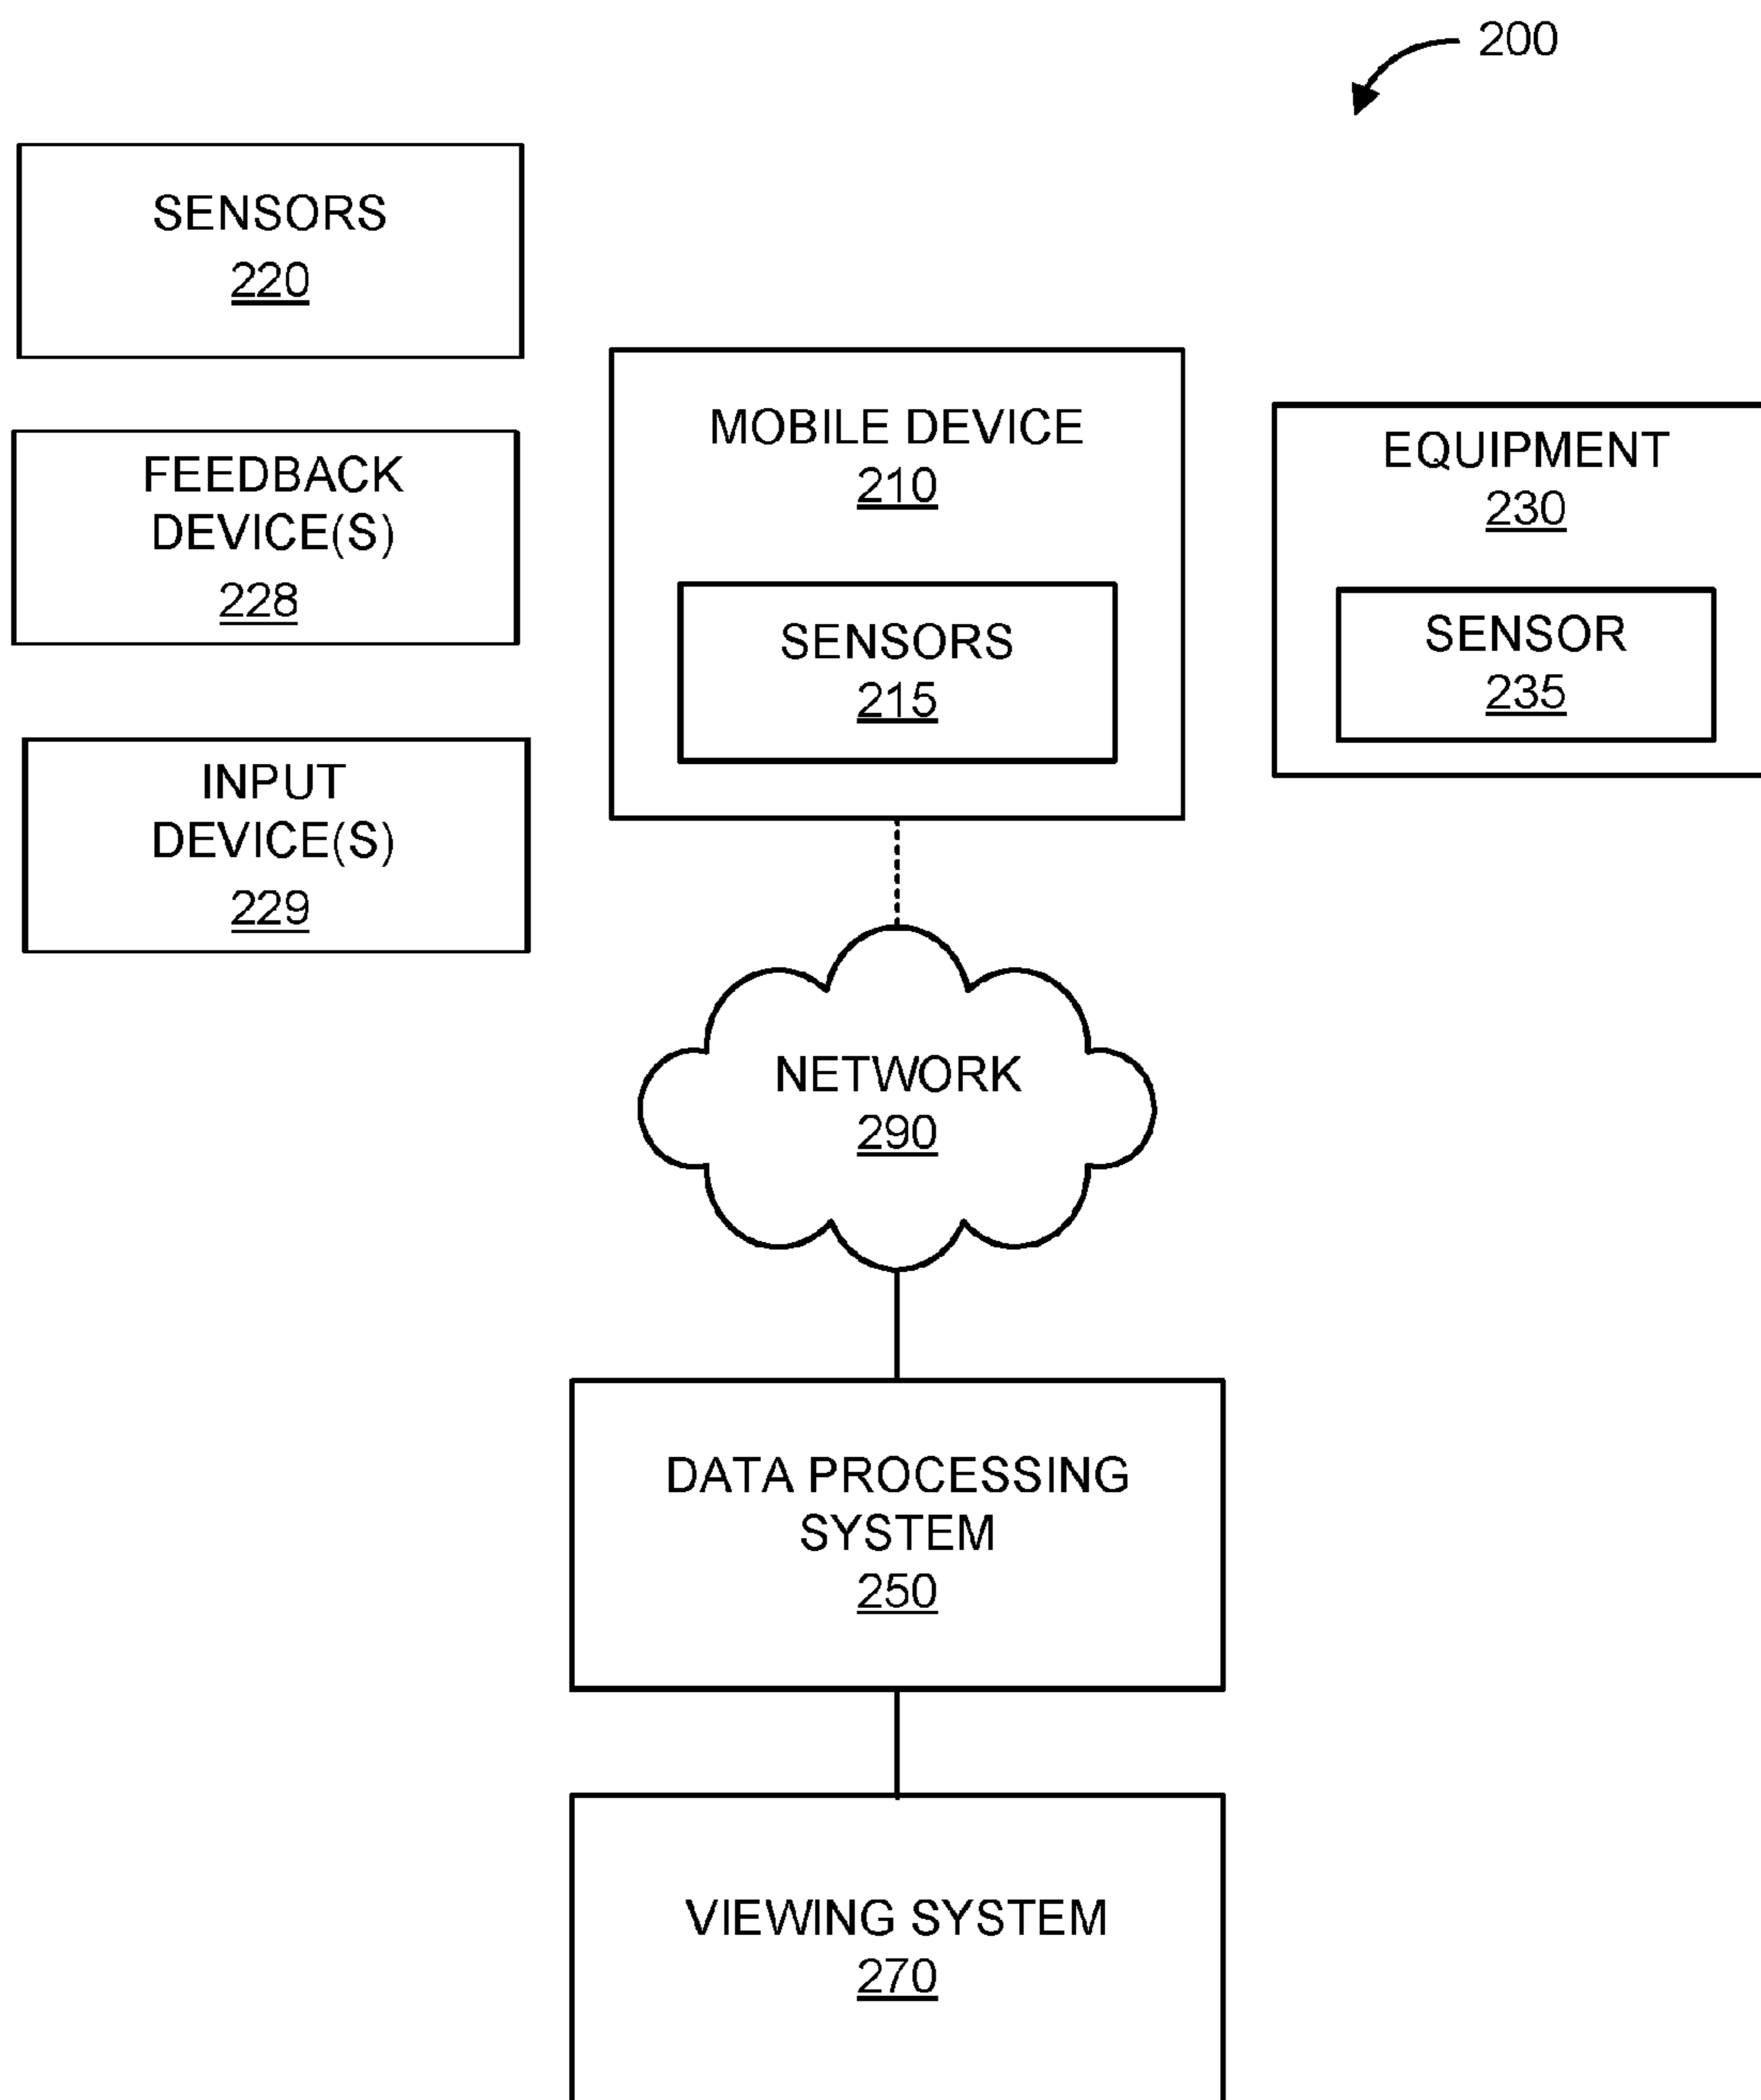 200
SENSORS
220
FEEDBACK
DEVICE(S)
228
INPUT
DEVICE(S)
229
MOBILE DEVICE
210
SENSORS
215
EQUIPMENT
230
SENSOR
235
NETWORK
290
DATA PROCESSING
SYSTEM
250
VIEWING SYSTEM
270